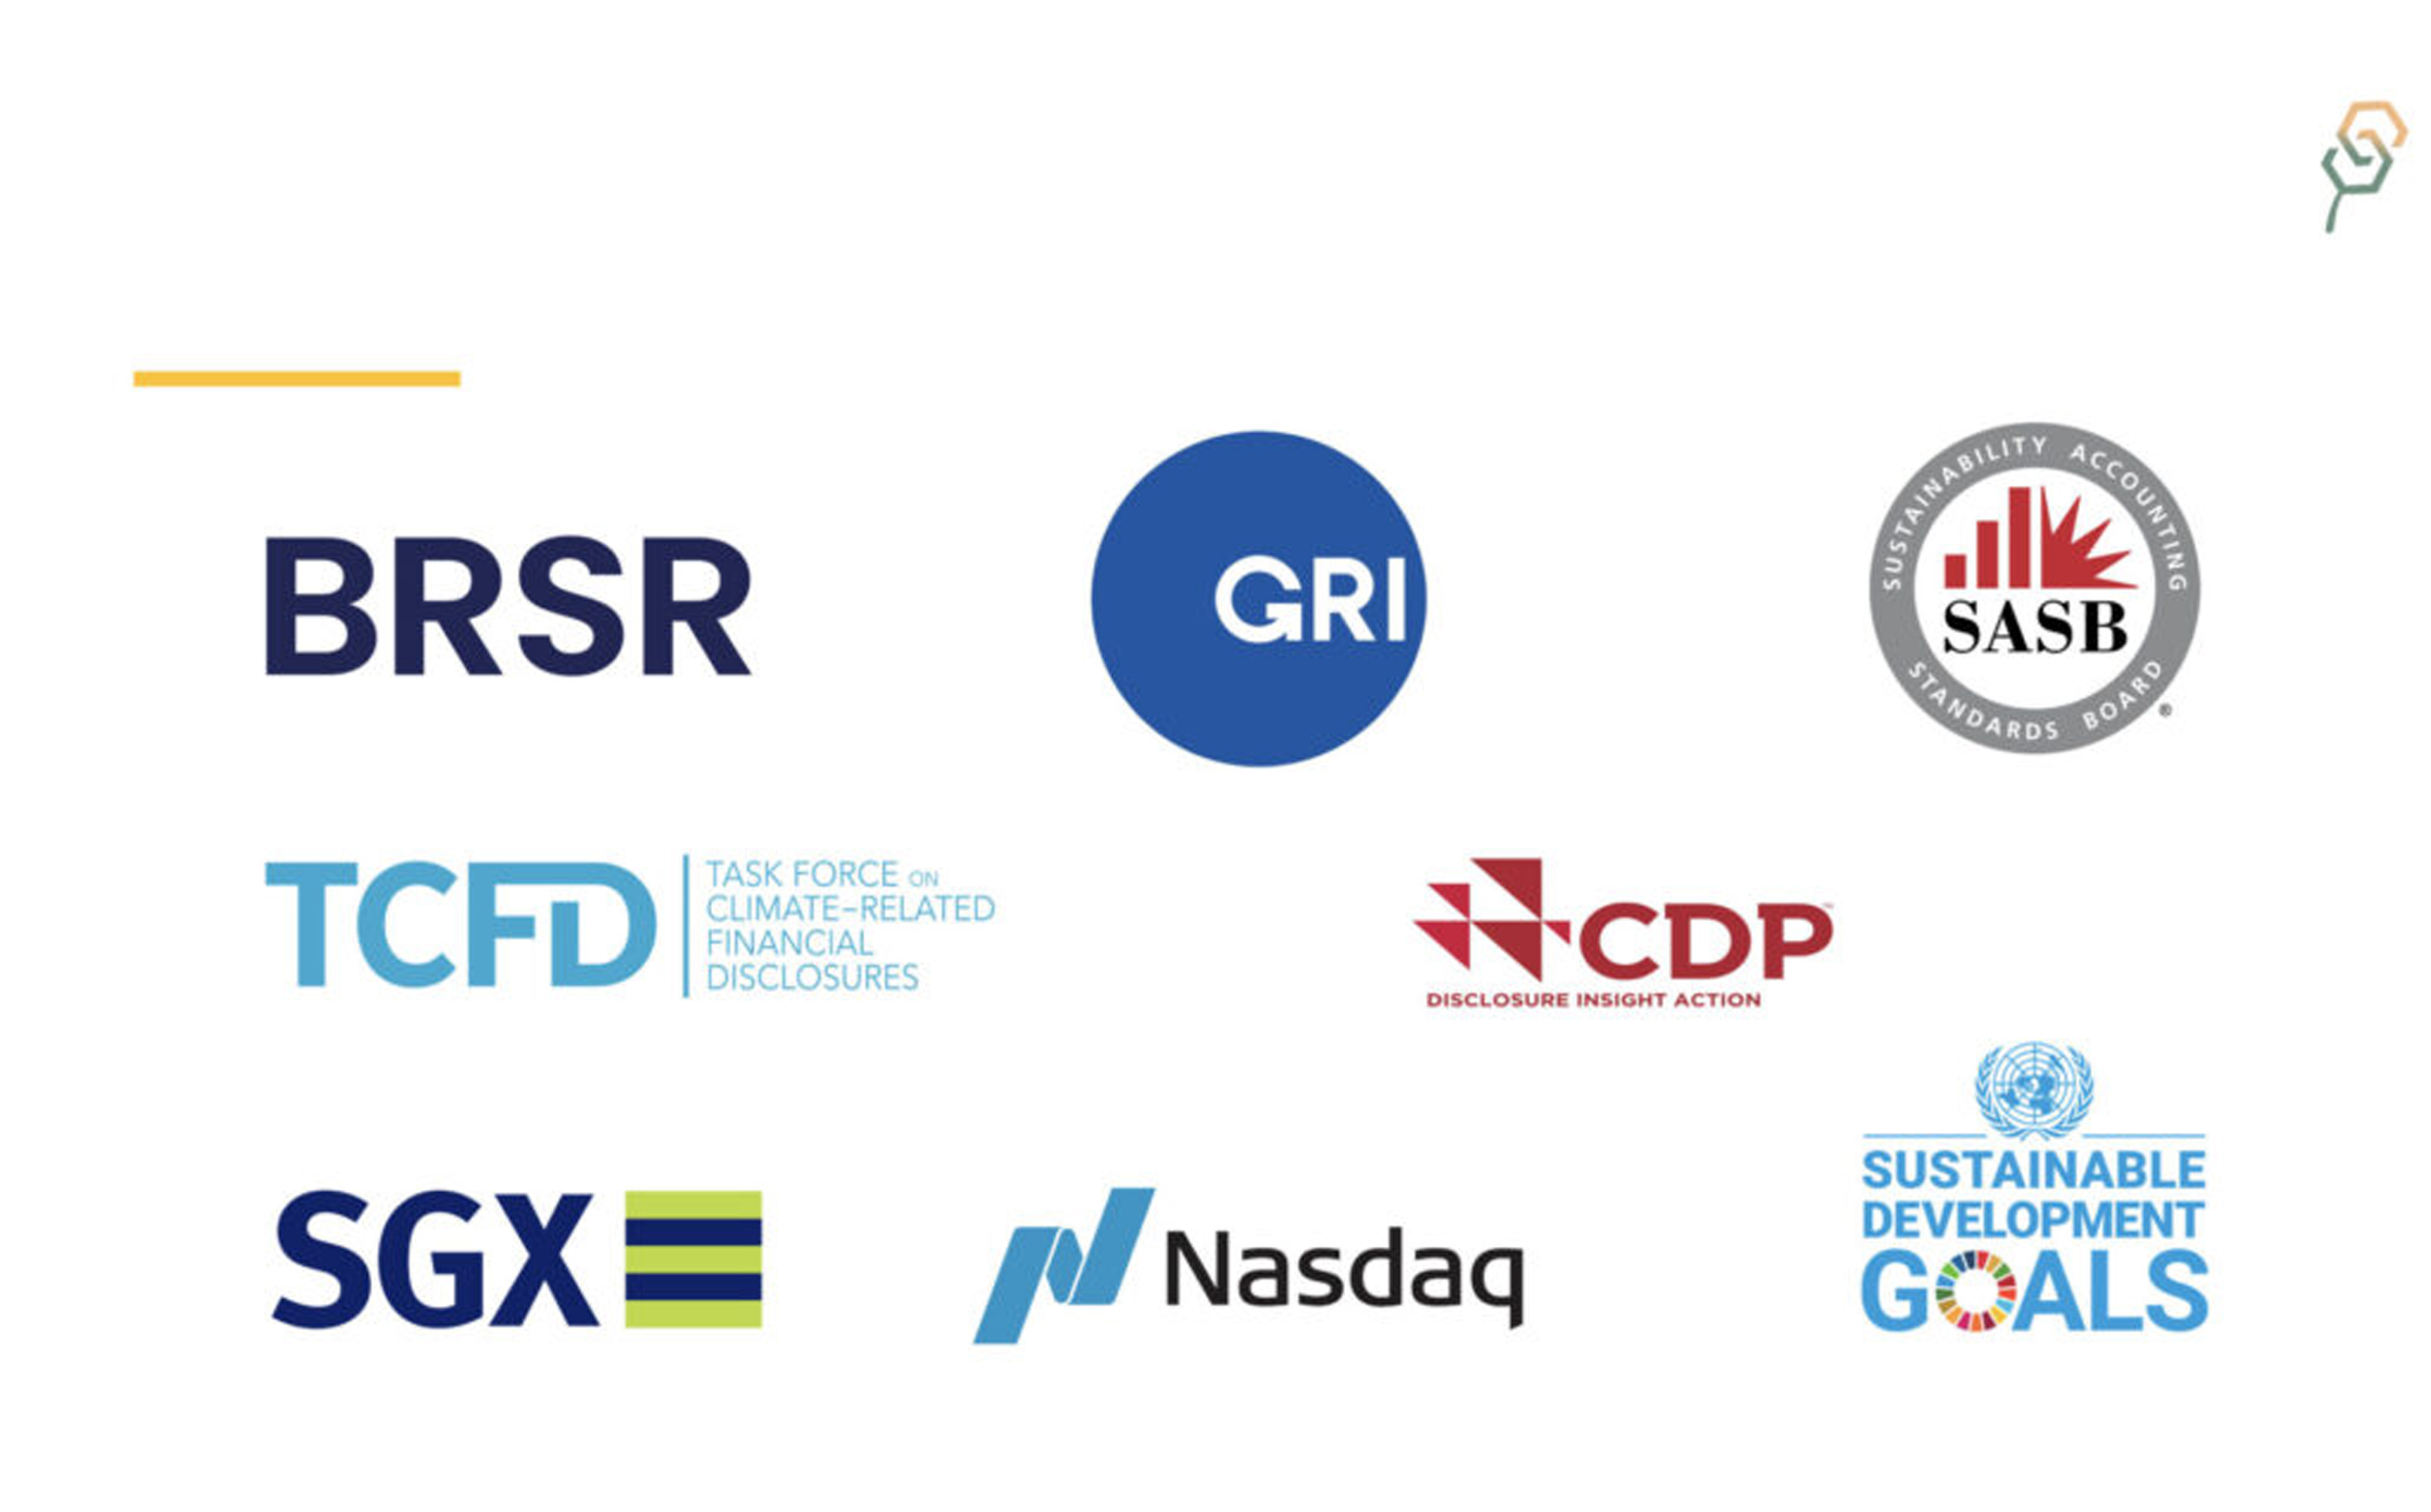 BRSR
GRI
SUSTAINABILITY ACCOUNTING
SASB
STANDARDS BOARD
®
TCFD
TASK FORCE ON
CLIMATE-RELATED
FINANCIAL
DISCLOSURES
CDP
DISCLOSURE INSIGHT ACTION
SGX
Nasdaq
SUSTAINABLE
DEVELOPMENT
GOALS